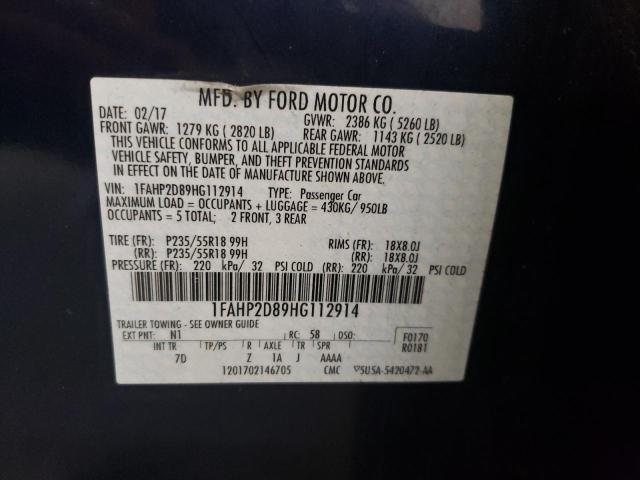 MFD. BY FORD MOTOR CO.
DATE: 02/17 GVWR: 2386 KG ( 5260 LB)
FRONT GAWR: 1279 KG ( 2820 LB) REAR GAWR: 1143 KG ( 2520 LB)
THIS VEHICLE CONFORMS TO ALL APPLICABLE FEDERAL MOTOR
VEHICLE SAFETY, BUMPER, AND THEFT PREVENTION STANDARDS
IN EFFECT ON THE DATE OF MANUFACTURE SHOWN ABOVE.
VIN: 1FAHP2D89HG112914 TYPE: Passenger Car
MAXIMUM LOAD = OCCUPANTS + LUGGAGE = 430KG/ 950LB
OCCUPANTS = 5 TOTAL; 2 FRONT, 3 REAR
TIRE (FR): P235/55R18 99H RIMS (FR): 18X8.0J
(RR): P235/55R18 99H (RR): 18X8.0J
PRESSURE (FR): 220 kPa/ 32 PSI COLD (RR): 220 kPa/ 32 PSI COLD
1FAHP2D89HG112914
TRAILER TOWING - SEE OWNER GUIDE
EXT PNT: N1 RC: 58 DSO: F0170
INT TR TP/PS R AXLE TR SPR R0181
7D Z 1A J AAAA
1201702146705 CMC ▽5U5A-5420472-AA